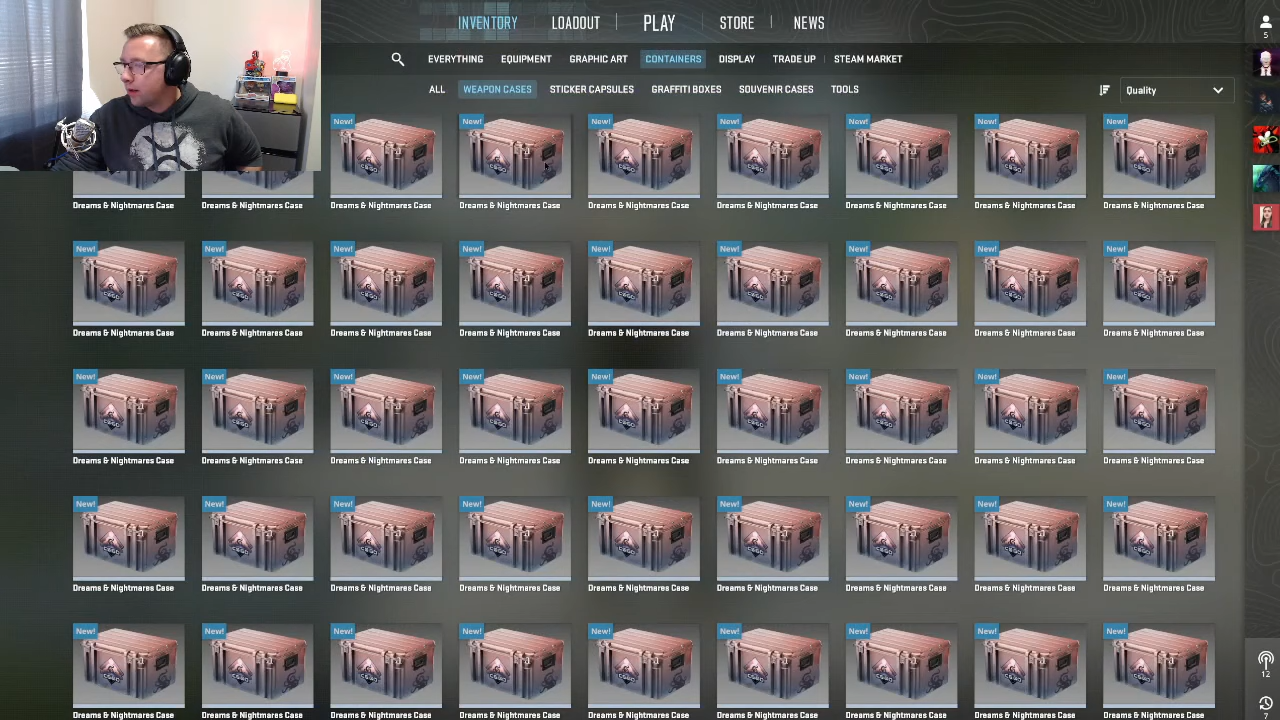 INVENTORY LOADOUT PLAY STORE NEWS
5
EVERYTHING EQUIPMENT GRAPHIC ART CONTAINERS DISPLAY TRADE UP STEAM MARKET
ALL WEAPON CASES STICKER CAPSULES GRAFFITI BOXES SOUVENIR CASES TOOLS Quality
New! New! New! New! New! New! New!
Dreams & Nightmares Case Dreams & Nightmares Case Dreams & Nightmares Case Dreams & Nightmares Case Dreams & Nightmares Case Dreams & Nightmares Case Dreams & Nightmares Case Dreams & Nightmares Case Dreams & Nightmares Case
New! New! New! New! New! New! New! New! New!
Dreams & Nightmares Case Dreams & Nightmares Case Dreams & Nightmares Case Dreams & Nightmares Case Dreams & Nightmares Case Dreams & Nightmares Case Dreams & Nightmares Case Dreams & Nightmares Case Dreams & Nightmares Case
New! New! New! New! New! New! New! New! New!
Dreams & Nightmares Case Dreams & Nightmares Case Dreams & Nightmares Case Dreams & Nightmares Case Dreams & Nightmares Case Dreams & Nightmares Case Dreams & Nightmares Case Dreams & Nightmares Case Dreams & Nightmares Case
New! New! New! New! New! New! New! New! New!
Dreams & Nightmares Case Dreams & Nightmares Case Dreams & Nightmares Case Dreams & Nightmares Case Dreams & Nightmares Case Dreams & Nightmares Case Dreams & Nightmares Case Dreams & Nightmares Case Dreams & Nightmares Case
New! New! New! New! New! New! New! New! New!
12
Dreams & Nightmares Case Dreams & Nightmares Case Dreams & Nightmares Case Dreams & Nightmares Case Dreams & Nightmares Case Dreams & Nightmares Case Dreams & Nightmares Case Dreams & Nightmares Case Dreams & Nightmares Case